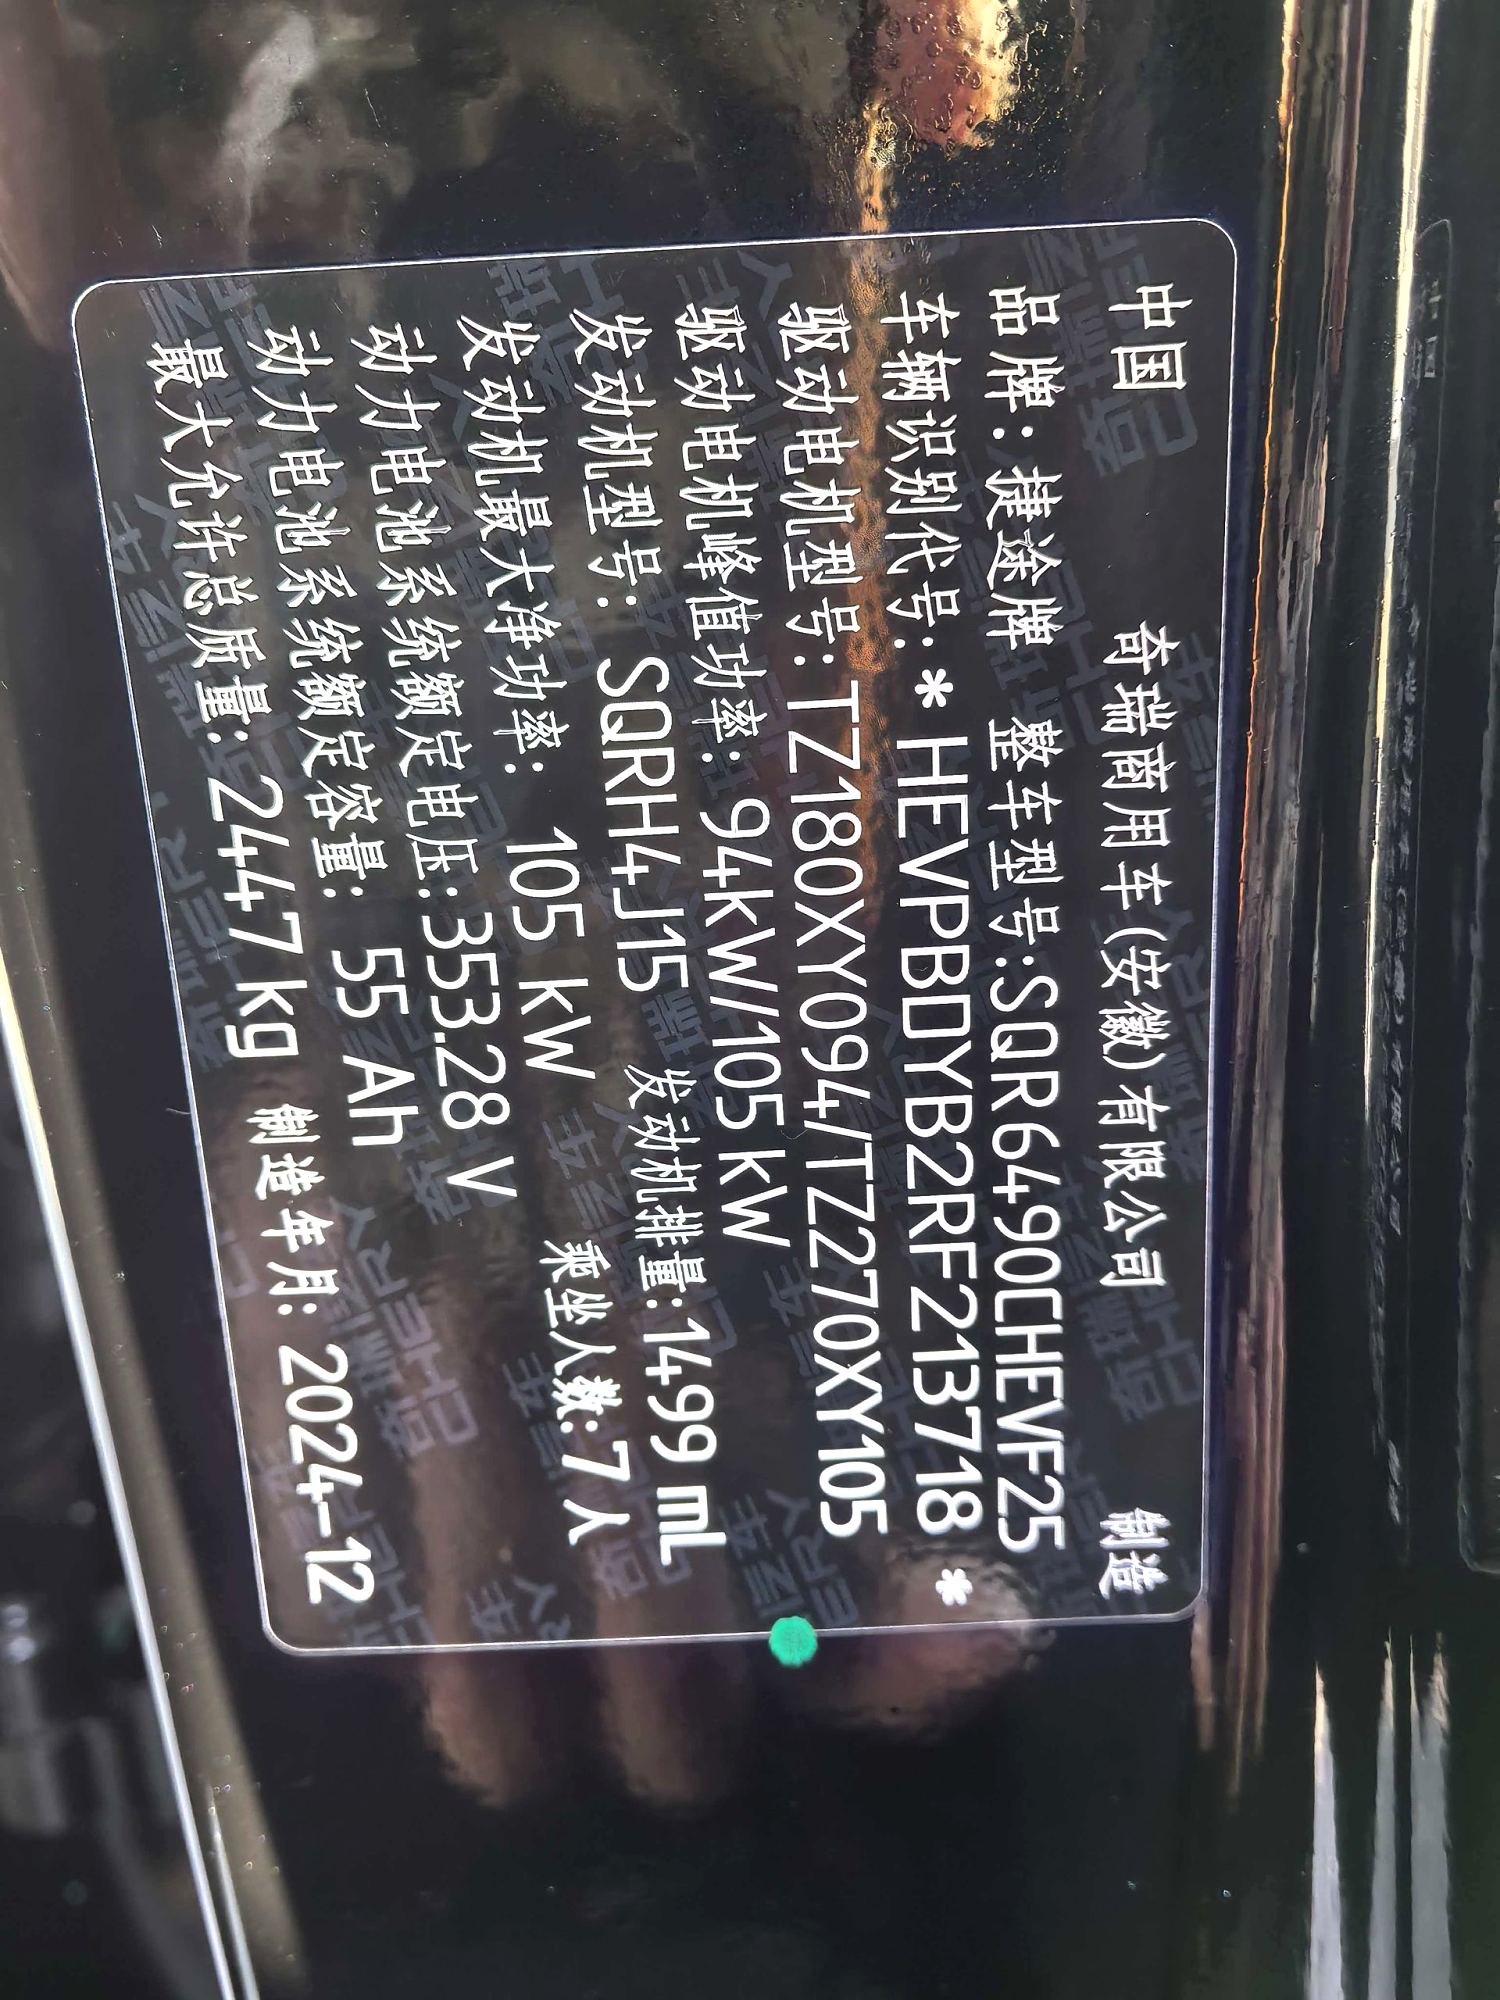 中国 奇瑞商用车(安徽)有限公司 制造
品牌: 捷途牌 整车型号:SQR6490CHEVF25
车辆识别代号: * HEVPBDYB2RF213718 *
驱动电机型号: TZ180XY094/TZ270XY105
驱动电机峰值功率: 94kW/105 kW
发动机型号: SQRH4J15 发动机排量:1499 mL
发动机最大净功率: 105 kW 乘坐人数:7 人
动力电池系统额定电压:353.28 V
动力电池系统额定容量: 55 Ah
最大允许总质量: 2447 kg 制造年月: 2024-12